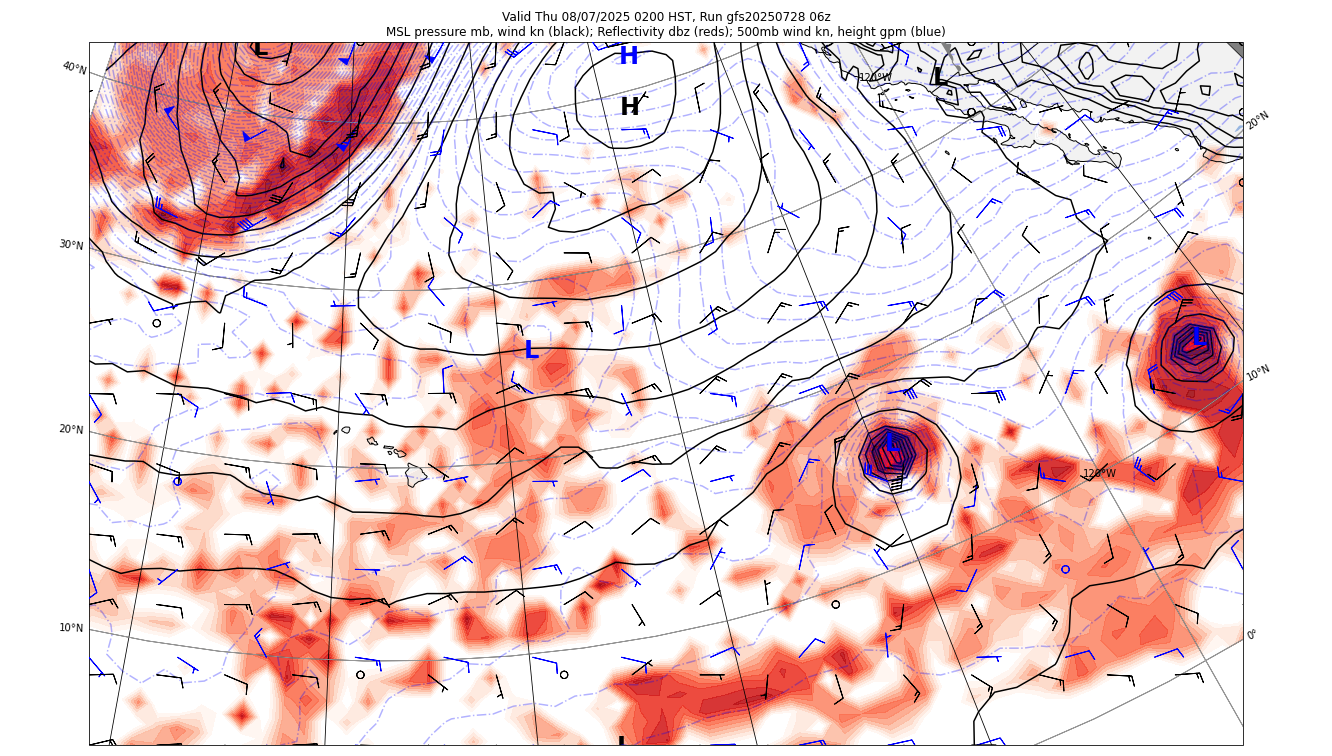 Valid Thu 08/07/2025 0200 HST, Run gfs20250728 06z
MSL pressure mb, wind kn (black); Reflectivity dbz (reds); 500mb wind kn, height gpm (blue)
L
H
40°N
120°W
L
H
20°N
30°N
L
L
10°N
20°N
L
120°W
10°N
0°
L